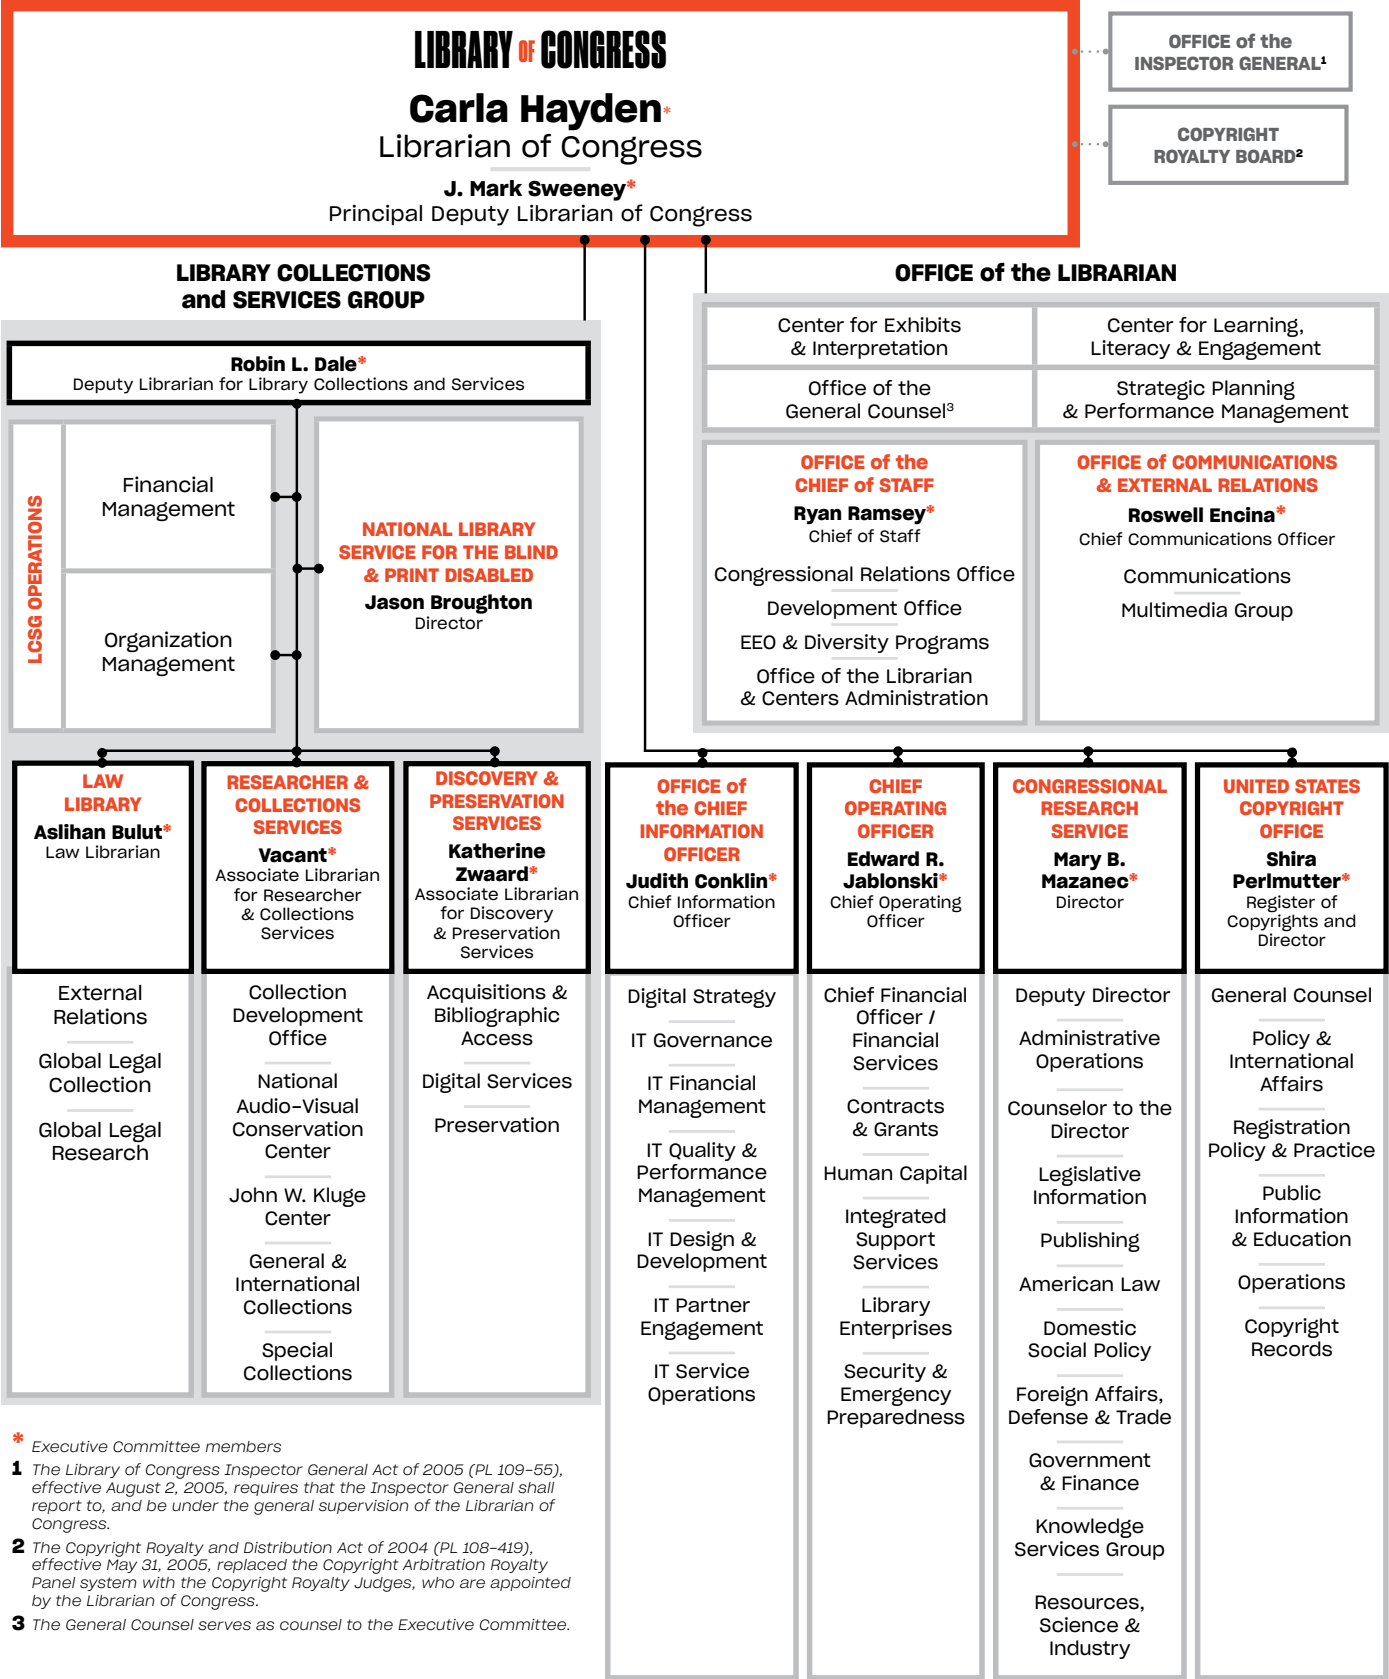 LIBRARY OF CONGRESS
Carla Hayden*
Librarian of Congress
J. Mark Sweeney*
Principal Deputy Librarian of Congress
OFFICE of the
INSPECTOR GENERAL¹
COPYRIGHT
ROYALTY BOARD²
LIBRARY COLLECTIONS
and SERVICES GROUP
Robin L. Dale*
Deputy Librarian for Library Collections and Services
LCSG OPERATIONS
Financial
Management
Organization
Management
NATIONAL LIBRARY
SERVICE FOR THE BLIND
& PRINT DISABLED
Jason Broughton
Director
OFFICE of the LIBRARIAN
Center for Exhibits
& Interpretation
Center for Learning,
Literacy & Engagement
Office of the
General Counsel³
Strategic Planning
& Performance Management
OFFICE of the
CHIEF of STAFF
Ryan Ramsey*
Chief of Staff
Congressional Relations Office
Development Office
EEO & Diversity Programs
Office of the Librarian
& Centers Administration
OFFICE of COMMUNICATIONS
& EXTERNAL RELATIONS
Roswell Encina*
Chief Communications Officer
Communications
Multimedia Group
LAW
LIBRARY
Aslihan Bulut*
Law Librarian
External
Relations
Global Legal
Collection
Global Legal
Research
RESEARCHER &
COLLECTIONS
SERVICES
Vacant*
Associate Librarian
for Researcher
& Collections
Services
Collection
Development
Office
National
Audio-Visual
Conservation
Center
John W. Kluge
Center
General &
International
Collections
Special
Collections
DISCOVERY &
PRESERVATION
SERVICES
Katherine
Zwaard*
Associate Librarian
for Discovery
& Preservation
Services
Acquisitions &
Bibliographic
Access
Digital Services
Preservation
OFFICE of
the CHIEF
INFORMATION
OFFICER
Judith Conklin*
Chief Information
Officer
Digital Strategy
IT Governance
IT Financial
Management
IT Quality &
Performance
Management
IT Design &
Development
IT Partner
Engagement
IT Service
Operations
CHIEF
OPERATING
OFFICER
Edward R.
Jablonski*
Chief Operating
Officer
Chief Financial
Officer /
Financial
Services
Contracts
& Grants
Human Capital
Integrated
Support
Services
Library
Enterprises
Security &
Emergency
Preparedness
CONGRESSIONAL
RESEARCH
SERVICE
Mary B.
Mazanec*
Director
Deputy Director
Administrative
Operations
Counselor to the
Director
Legislative
Information
Publishing
American Law
Domestic
Social Policy
Foreign Affairs,
Defense & Trade
Government
& Finance
Knowledge
Services Group
Resources,
Science &
Industry
UNITED STATES
COPYRIGHT
OFFICE
Shira
Perlmutter*
Register of
Copyrights and
Director
General Counsel
Policy &
International
Affairs
Registration
Policy & Practice
Public
Information
& Education
Operations
Copyright
Records
* Executive Committee members
1 The Library of Congress Inspector General Act of 2005 (PL 109-55),
effective August 2, 2005, requires that the Inspector General shall
report to, and be under the general supervision of the Librarian of
Congress.
2 The Copyright Royalty and Distribution Act of 2004 (PL 108-419),
effective May 31, 2005, replaced the Copyright Arbitration Royalty
Panel system with the Copyright Royalty Judges, who are appointed
by the Librarian of Congress.
3 The General Counsel serves as counsel to the Executive Committee.